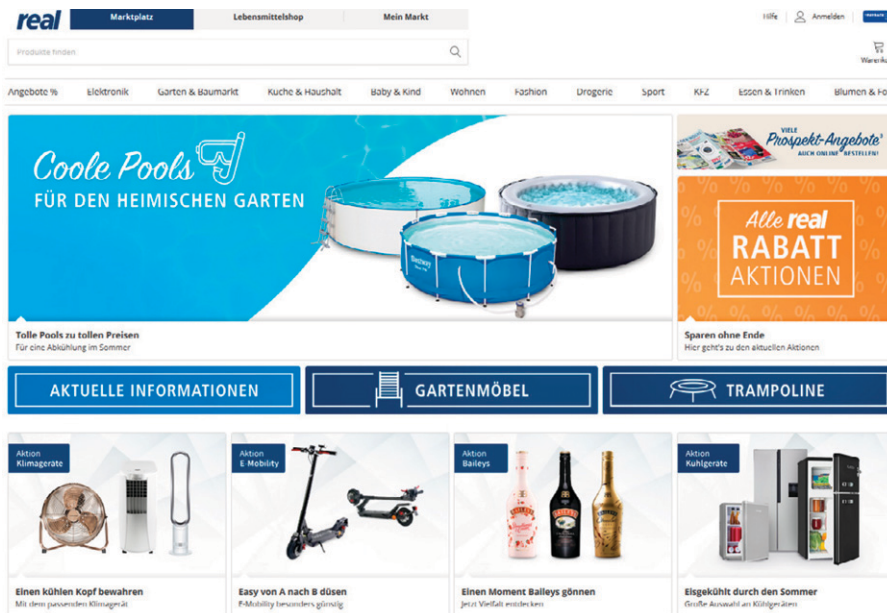 real
Marktplatz
Lebensmittelshop
Mein Markt
Hilfe
Anmelden
Produkte finden
Angebote %
Elektronik
Garten & Baumarkt
Küche & Haushalt
Baby & Kind
Wohnen
Fashion
Drogerie
Sport
KFZ
Essen & Trinken
Blumen &
Coole Pools
FÜR DEN HEIMISCHEN GARTEN
BESTWAY
Tolle Pools zu tollen Preisen
Für eine Abkühlung im Sommer
VIELE
Prospekt-Angebote
AUCH ONLINE BESTELLEN!
Alle real
RABATT
AKTIONEN
Sparen ohne Ende
Hier geht's zu den aktuellen Aktionen
AKTUELLE INFORMATIONEN
GARTENMÖBEL
TRAMPOLINE
Aktion
Klimageräte
Einen kühlen Kopf bewahren
Mit dem passenden Klimagerät
Aktion
E-Mobility
Easy von A nach B düsen
E-Mobility besonders günstig
Aktion
Baileys
BAILEYS
Einen Moment Baileys gönnen
Jetzt Vielfalt entdecken
Aktion
Kühlgeräte
Eisgekühlt durch den Sommer
Große Auswahl an Kühlgeräten